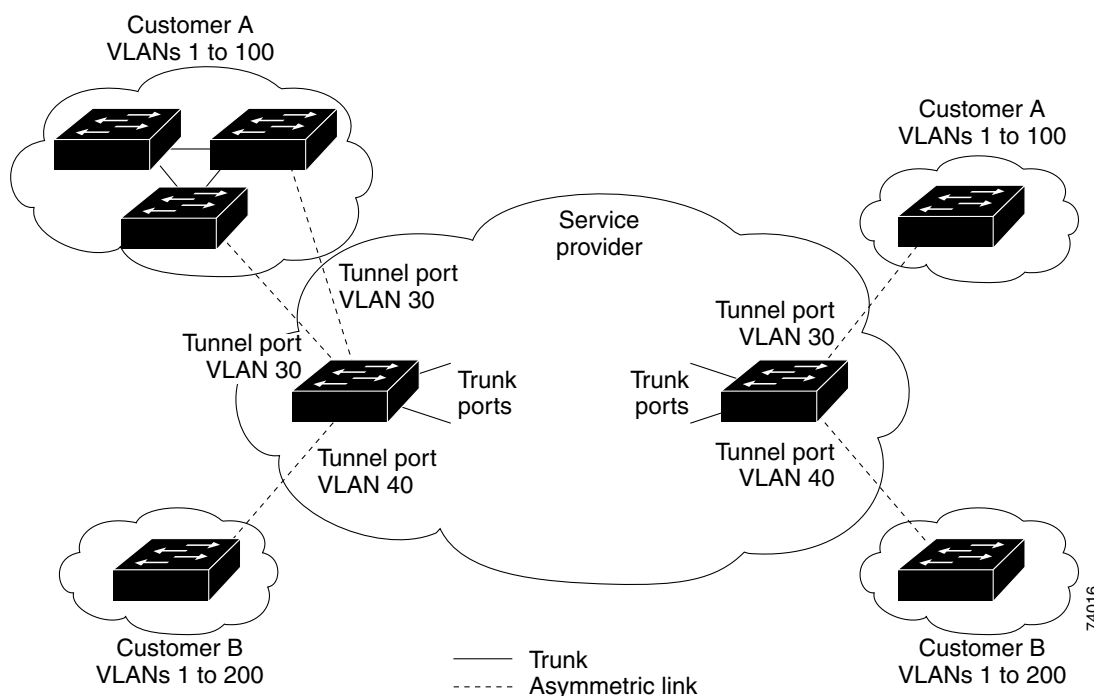 Customer A
VLANs 1 to 100
Customer A
VLANs 1 to 100
Service
provider
Tunnel port
VLAN 30
Tunnel port
VLAN 30
Tunnel port
VLAN 30
Trunk
ports
Trunk
ports
Tunnel port
VLAN 40
Tunnel port
VLAN 40
Customer B
VLANs 1 to 200
Customer B
VLANs 1 to 200
74016
Trunk
Asymmetric link